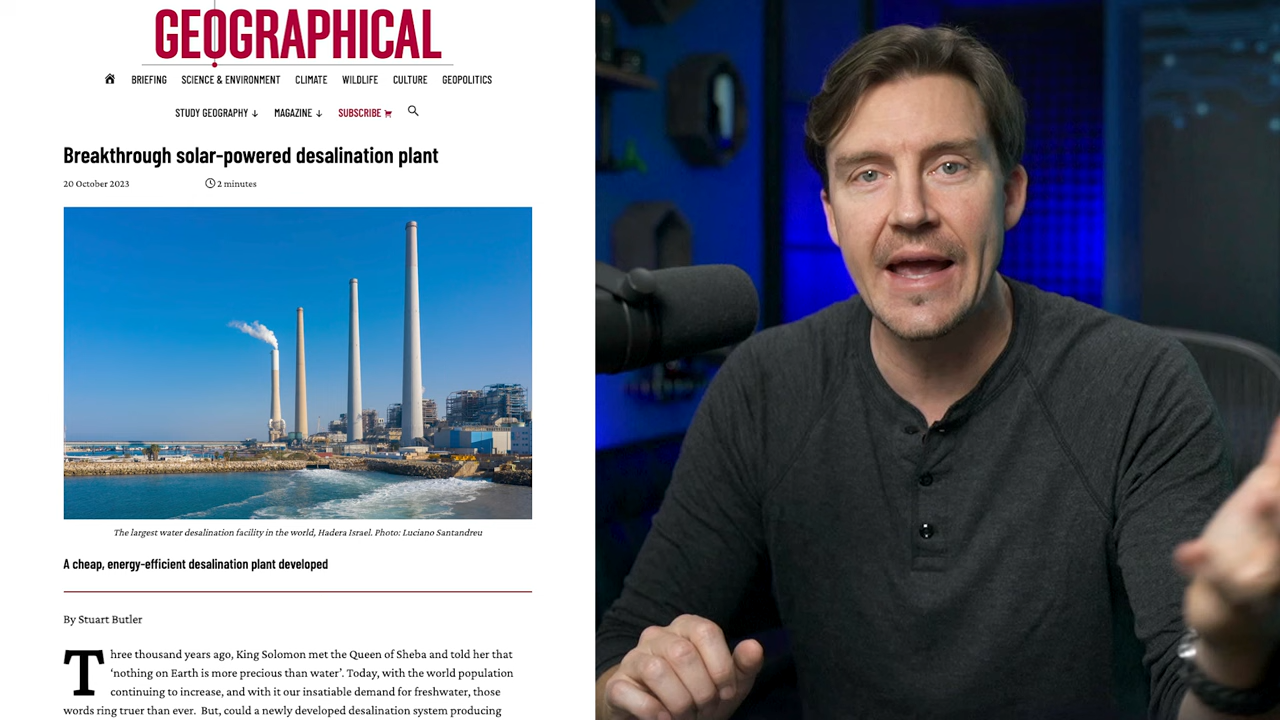 GEOGRAPHICAL
BRIEFING SCIENCE & ENVIRONMENT CLIMATE WILDLIFE CULTURE GEOPOLITICS
STUDY GEOGRAPHY ↓ MAGAZINE ↓ SUBSCRIBE
Breakthrough solar-powered desalination plant
20 October 2023 2 minutes
The largest water desalination facility in the world, Hadera Israel. Photo: Luciano Santandreu
A cheap, energy-efficient desalination plant developed
By Stuart Butler
Three thousand years ago, King Solomon met the Queen of Sheba and told her that
‘nothing on Earth is more precious than water’. Today, with the world population
continuing to increase, and with it our insatiable demand for freshwater, those
words ring truer than ever. But, could a newly developed desalination system producing